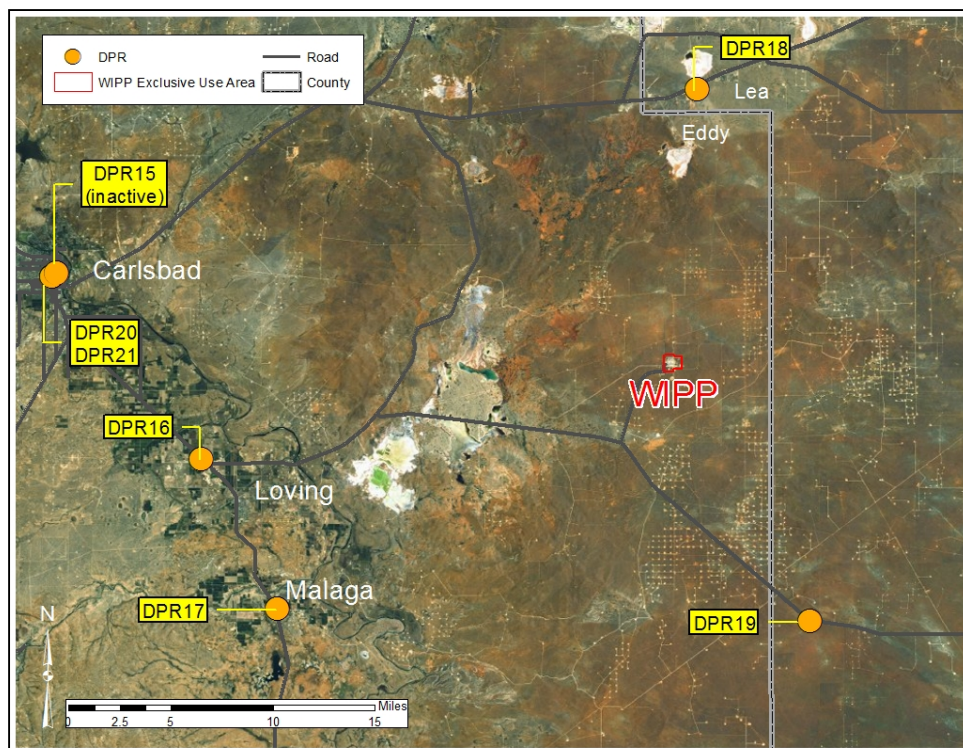 DPR
Road
WIPP Exclusive Use Area
County
DPR18
Lea
Eddy
DPR15
(inactive)
Carlsbad
DPR20
DPR21
WIPP
DPR16
Loving
Malaga
DPR17
DPR19
N
Miles
0 2.5 5 10 15